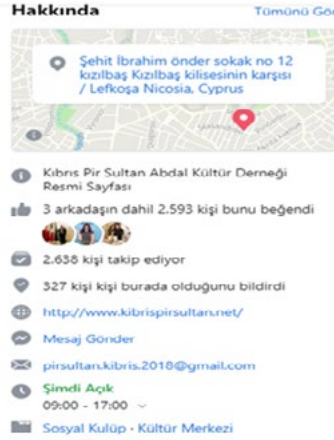 Hakkında
Tümünü Gö
Şehit İbrahim önder sokak no 12
kızılbaş Kızılbaş kilisesinin karşısı
/ Lefkoşa Nicosia, Cyprus
Kıbrıs Pir Sultan Abdal Kültür Derneği
Resmi Sayfası
3 arkadaşın dahil 2.593 kişi bunu beğendi
2.638 kişi takip ediyor
327 kişi kişi burada olduğunu bildirdi
http://www.kibrispirsultan.net/
Mesaj Gönder
pirsultan.kibris.2018@gmail.com
Şimdi Açık
09:00 - 17:00
Sosyal Kulüp · Kültür Merkezi